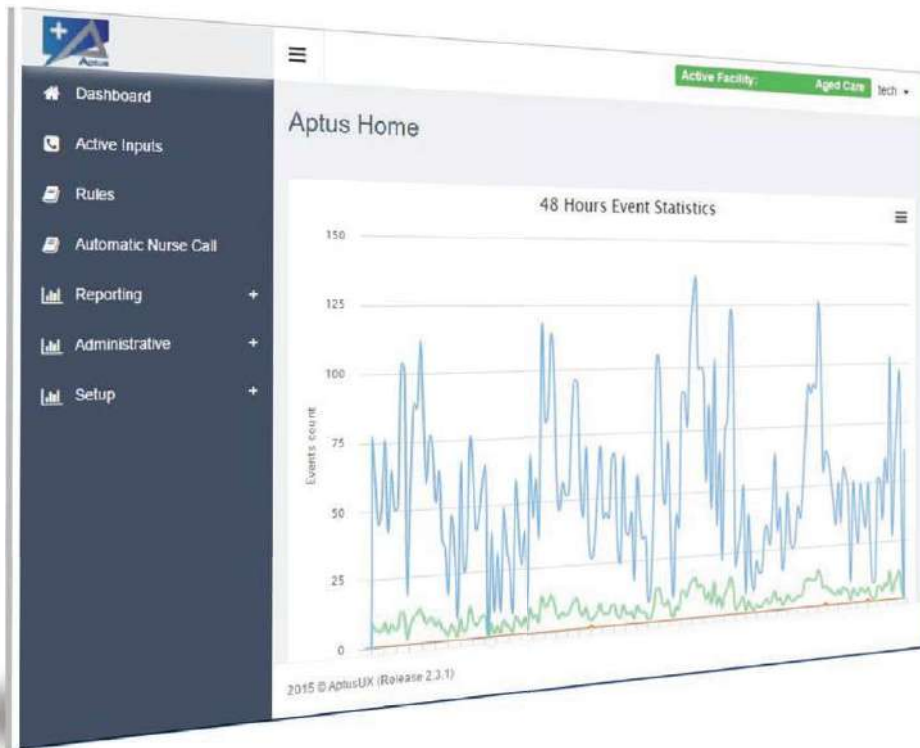 Aptus
Dashboard
Active Inputs
Rules
Automatic Nurse Call
Reporting +
Administrative +
Setup +
Active Facility: Aged Care tech
Aptus Home
48 Hours Event Statistics
150
125
100
75
50
25
0
Events count
2015 © AptusUX (Release 2.3.1)